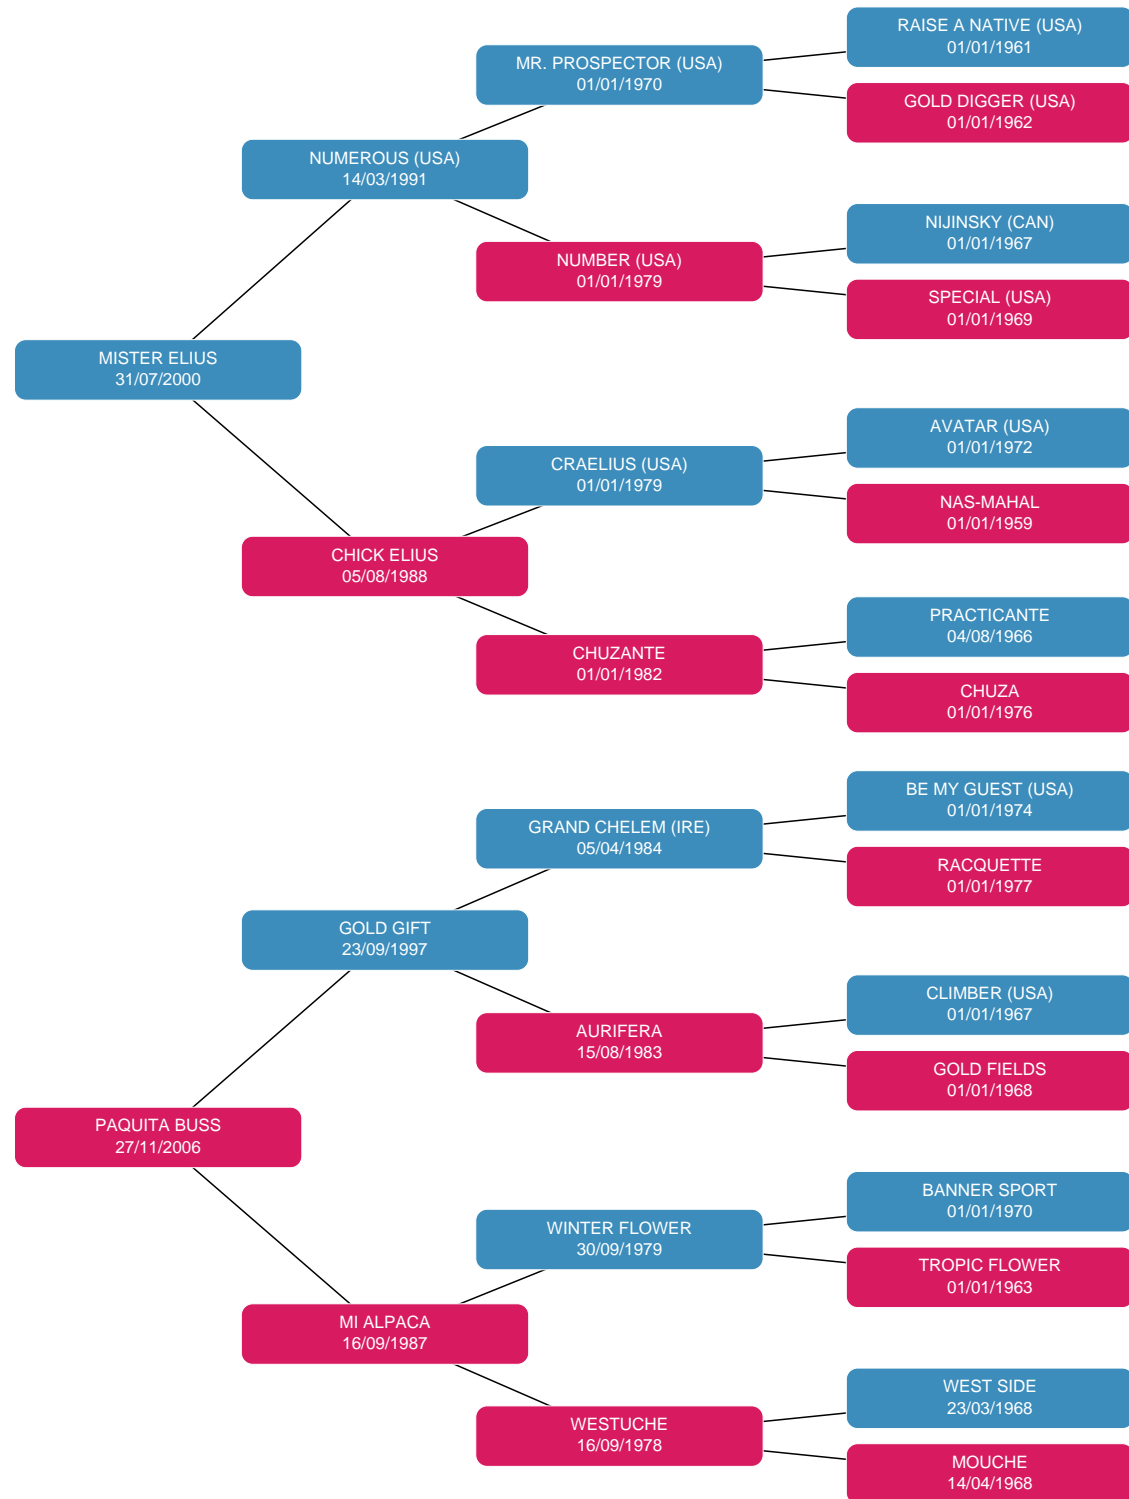 RAISE A NATIVE (USA)
01/01/1961
MR. PROSPECTOR (USA)
01/01/1970
GOLD DIGGER (USA)
01/01/1962
NUMEROUS (USA)
14/03/1991
NIJINSKY (CAN)
01/01/1967
NUMBER (USA)
01/01/1979
SPECIAL (USA)
01/01/1969
MISTER ELIUS
31/07/2000
AVATAR (USA)
01/01/1972
CRAELIUS (USA)
01/01/1979
NAS-MAHAL
01/01/1959
CHICK ELIUS
05/08/1988
PRACTICANTE
04/08/1966
CHUZANTE
01/01/1982
CHUZA
01/01/1976
BE MY GUEST (USA)
01/01/1974
GRAND CHELEM (IRE)
05/04/1984
RACQUETTE
01/01/1977
GOLD GIFT
23/09/1997
CLIMBER (USA)
01/01/1967
AURIFERA
15/08/1983
GOLD FIELDS
01/01/1968
PAQUITA BUSS
27/11/2006
BANNER SPORT
01/01/1970
WINTER FLOWER
30/09/1979
TROPIC FLOWER
01/01/1963
MI ALPACA
16/09/1987
WEST SIDE
23/03/1968
WESTUCHE
16/09/1978
MOUCHE
14/04/1968